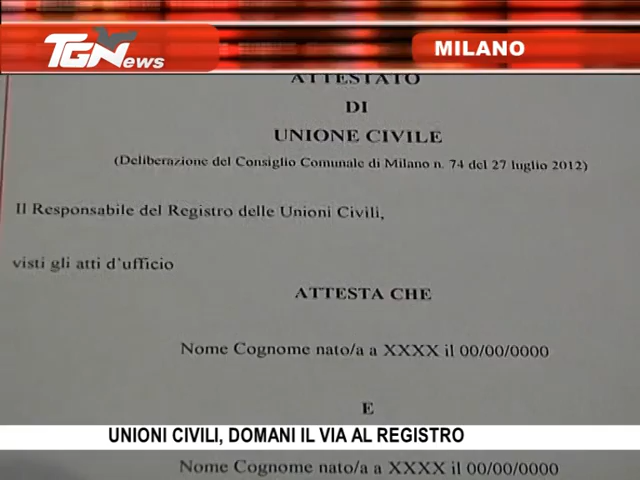 TGNews
MILANO
ATTESTATO
DI
UNIONE CIVILE
(Deliberazione del Consiglio Comunale di Milano n. 74 del 27 luglio 2012)
Il Responsabile del Registro delle Unioni Civili,
visti gli atti d'ufficio
ATTESTA CHE
Nome Cognome nato/a a XXXX il 00/00/0000
E
UNIONI CIVILI, DOMANI IL VIA AL REGISTRO
Nome Cognome nato/a a XXXX il 00/00/0000